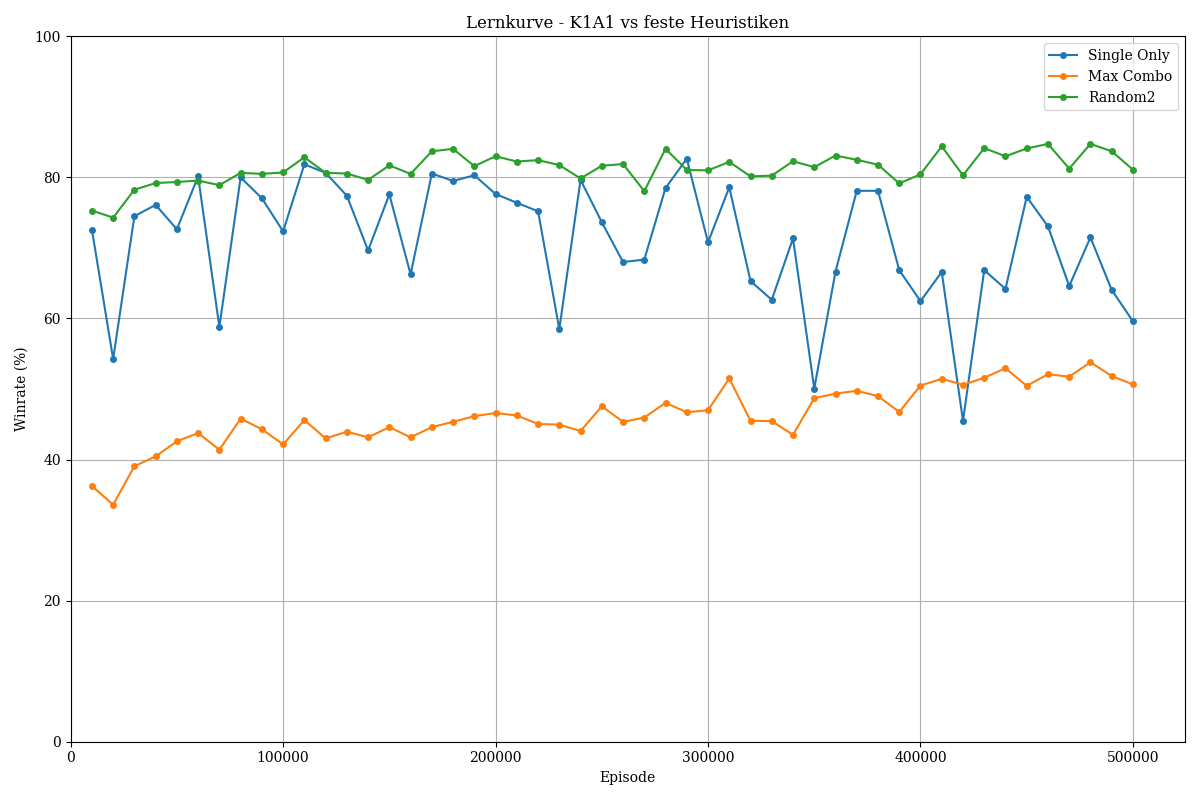 Lernkurve - K1A1 vs feste Heuristiken
Single Only
Max Combo
Random2
Winrate (%)
100
80
60
40
20
0
0
100000
200000
300000
400000
500000
Episode